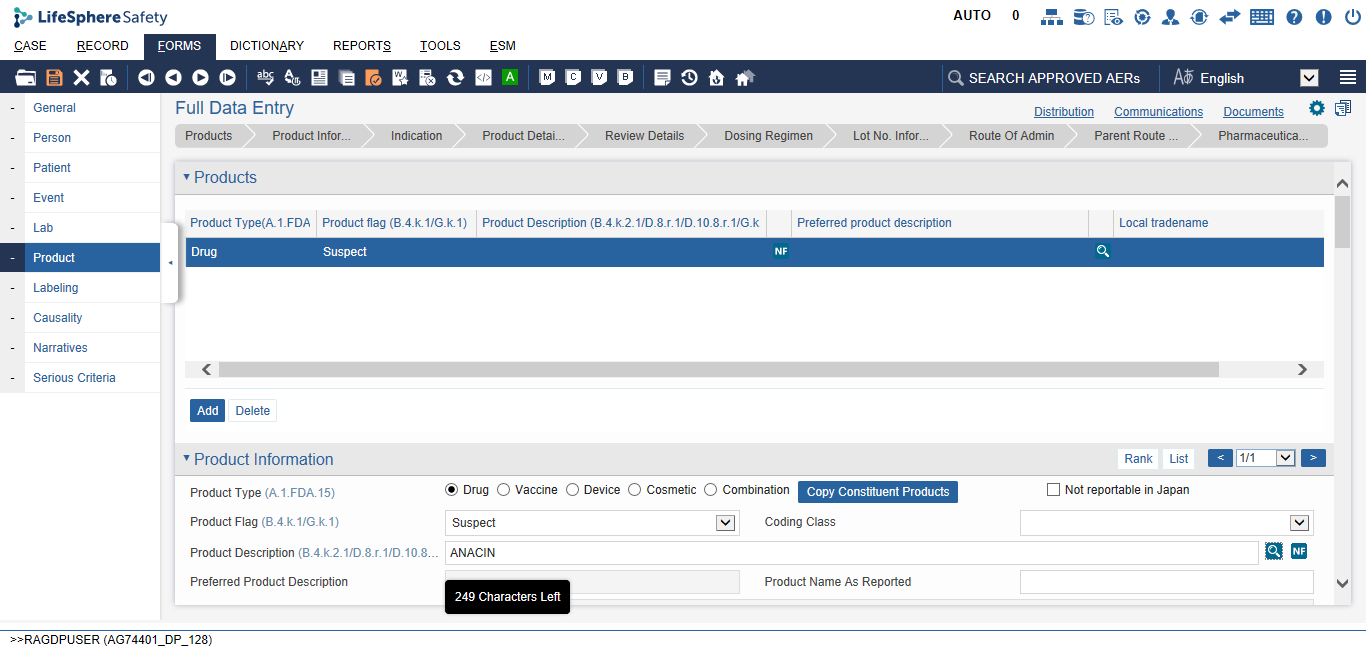 LifeSphereSafety
AUTO 0
CASE RECORD FORMS DICTIONARY REPORTS TOOLS ESM
abc A W A M C V B SEARCH APPROVED AERs English
- General
- Person
- Patient
- Event
- Lab
- Product
- Labeling
- Causality
- Narratives
- Serious Criteria
Full Data Entry
Distribution Communications Documents
Products Product Infor... Indication Product Detai... Review Details Dosing Regimen Lot No. Infor... Route Of Admin Parent Route ... Pharmaceutica...
Products
Product Type(A.1.FDA Product flag (B.4.k.1/G.k.1) Product Description (B.4.k.2.1/D.8.r.1/D.10.8.r.1/G.k Preferred product description Local tradename
Drug Suspect NF
Add Delete
Product Information
Rank List < 1/1 >
Product Type (A.1.FDA.15) Drug Vaccine Device Cosmetic Combination Copy Constituent Products Not reportable in Japan
Product Flag (B.4.k.1/G.k.1) Suspect Coding Class
Product Description (B.4.k.2.1/D.8.r.1/D.10.8... ANACIN NF
Preferred Product Description Product Name As Reported
249 Characters Left
>>RAGDPUSER (AG74401_DP_128)